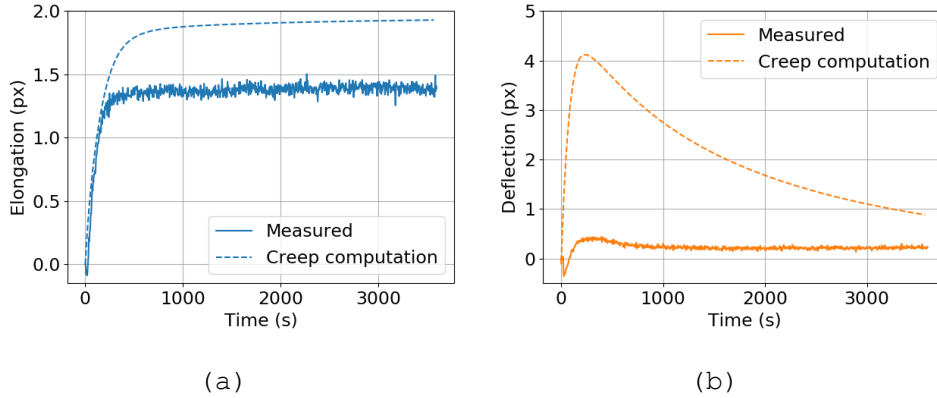 2.0
1.5
1.0
0.5
0.0
Elongation (px)
Measured
Creep computation
0
1000
2000
3000
Time (s)
(a)
5
4
3
2
1
0
Deflection (px)
Measured
Creep computation
0
1000
2000
3000
Time (s)
(b)